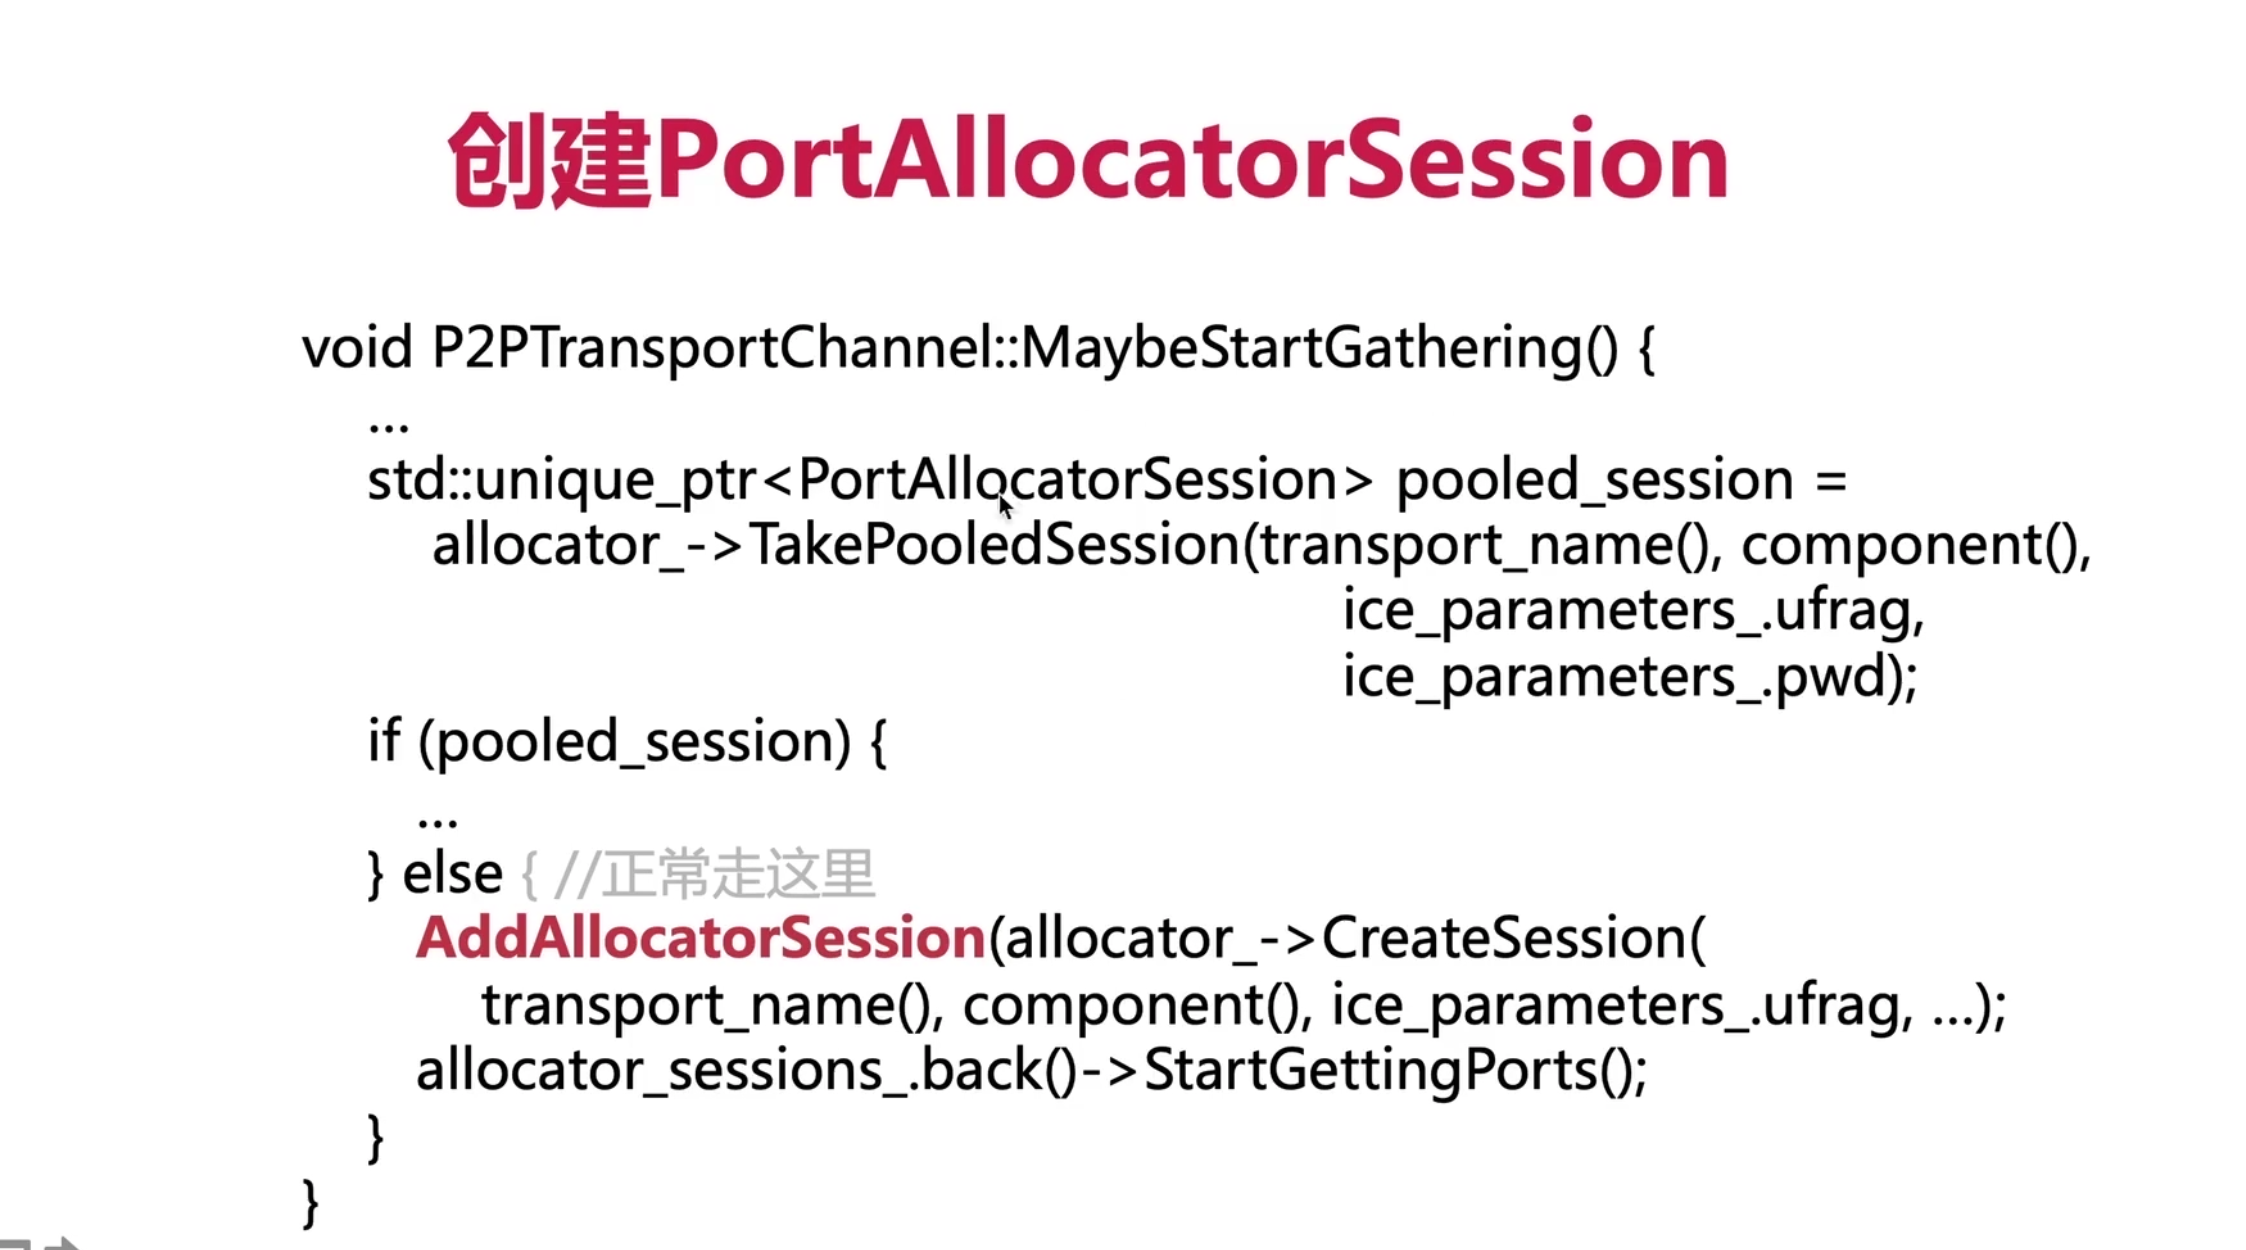 创建PortAllocatorSession
void P2PTransportChannel::MaybeStartGathering() {
...
std::unique_ptr<PortAllocatorSession> pooled_session =
allocator_->TakePooledSession(transport_name(), component(),
ice_parameters_.ufrag,
ice_parameters_.pwd);
if (pooled_session) {
...
} else { //正常走这里
AddAllocatorSession(allocator_->CreateSession(
transport_name(), component(), ice_parameters_.ufrag, ...);
allocator_sessions_.back()->StartGettingPorts();
}
}